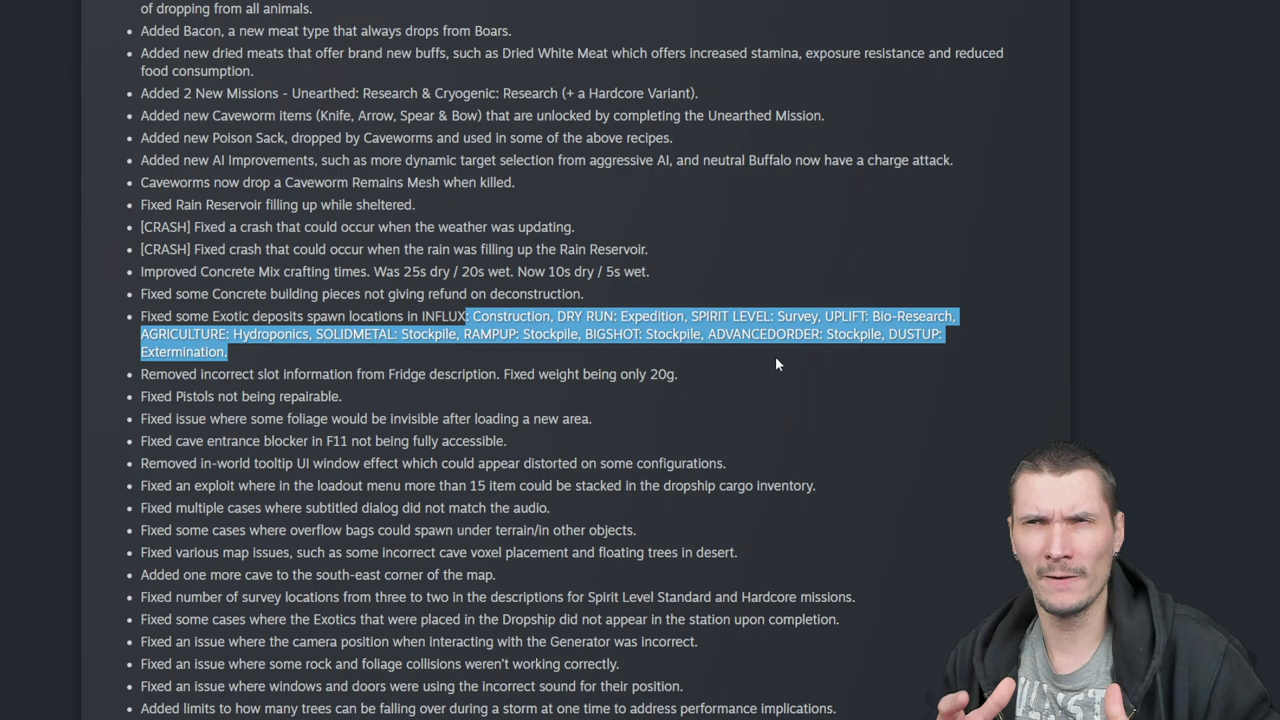 of dropping from all animals.
Added Bacon, a new meat type that always drops from Boars.
Added new dried meats that offer brand new buffs, such as Dried White Meat which offers increased stamina, exposure resistance and reduced
food consumption.
Added 2 New Missions - Unearthed: Research & Cryogenic: Research (+ a Hardcore Variant).
Added new Caveworm items (Knife, Arrow, Spear & Bow) that are unlocked by completing the Unearthed Mission.
Added new Poison Sack, dropped by Caveworms and used in some of the above recipes.
Added new AI Improvements, such as more dynamic target selection from aggressive AI, and neutral Buffalo now have a charge attack.
Caveworms now drop a Caveworm Remains Mesh when killed.
Fixed Rain Reservoir filling up while sheltered.
[CRASH] Fixed a crash that could occur when the weather was updating.
[CRASH] Fixed crash that could occur when the rain was filling up the Rain Reservoir.
Improved Concrete Mix crafting times. Was 25s dry / 20s wet. Now 10s dry / 5s wet.
Fixed some Concrete building pieces not giving refund on deconstruction.
Fixed some Exotic deposits spawn locations in INFLUX: Construction, DRY RUN: Expedition, SPIRIT LEVEL: Survey, UPLIFT: Bio-Research,
AGRICULTURE: Hydroponics, SOLIDMETAL: Stockpile, RAMPUP: Stockpile, BIGSHOT: Stockpile, ADVANCEDORDER: Stockpile, DUSTUP:
Extermination.
Removed incorrect slot information from Fridge description. Fixed weight being only 20g.
Fixed Pistols not being repairable.
Fixed issue where some foliage would be invisible after loading a new area.
Fixed cave entrance blocker in F11 not being fully accessible.
Removed in-world tooltip UI window effect which could appear distorted on some configurations.
Fixed an exploit where in the loadout menu more than 15 item could be stacked in the dropship cargo inventory.
Fixed multiple cases where subtitled dialog did not match the audio.
Fixed some cases where overflow bags could spawn under terrain/in other objects.
Fixed various map issues, such as some incorrect cave voxel placement and floating trees in desert.
Added one more cave to the south-east corner of the map.
Fixed number of survey locations from three to two in the descriptions for Spirit Level Standard and Hardcore missions.
Fixed some cases where the Exotics that were placed in the Dropship did not appear in the station upon completion.
Fixed an issue where the camera position when interacting with the Generator was incorrect.
Fixed an issue where some rock and foliage collisions weren't working correctly.
Fixed an issue where windows and doors were using the incorrect sound for their position.
Added limits to how many trees can be falling over during a storm at one time to address performance implications.